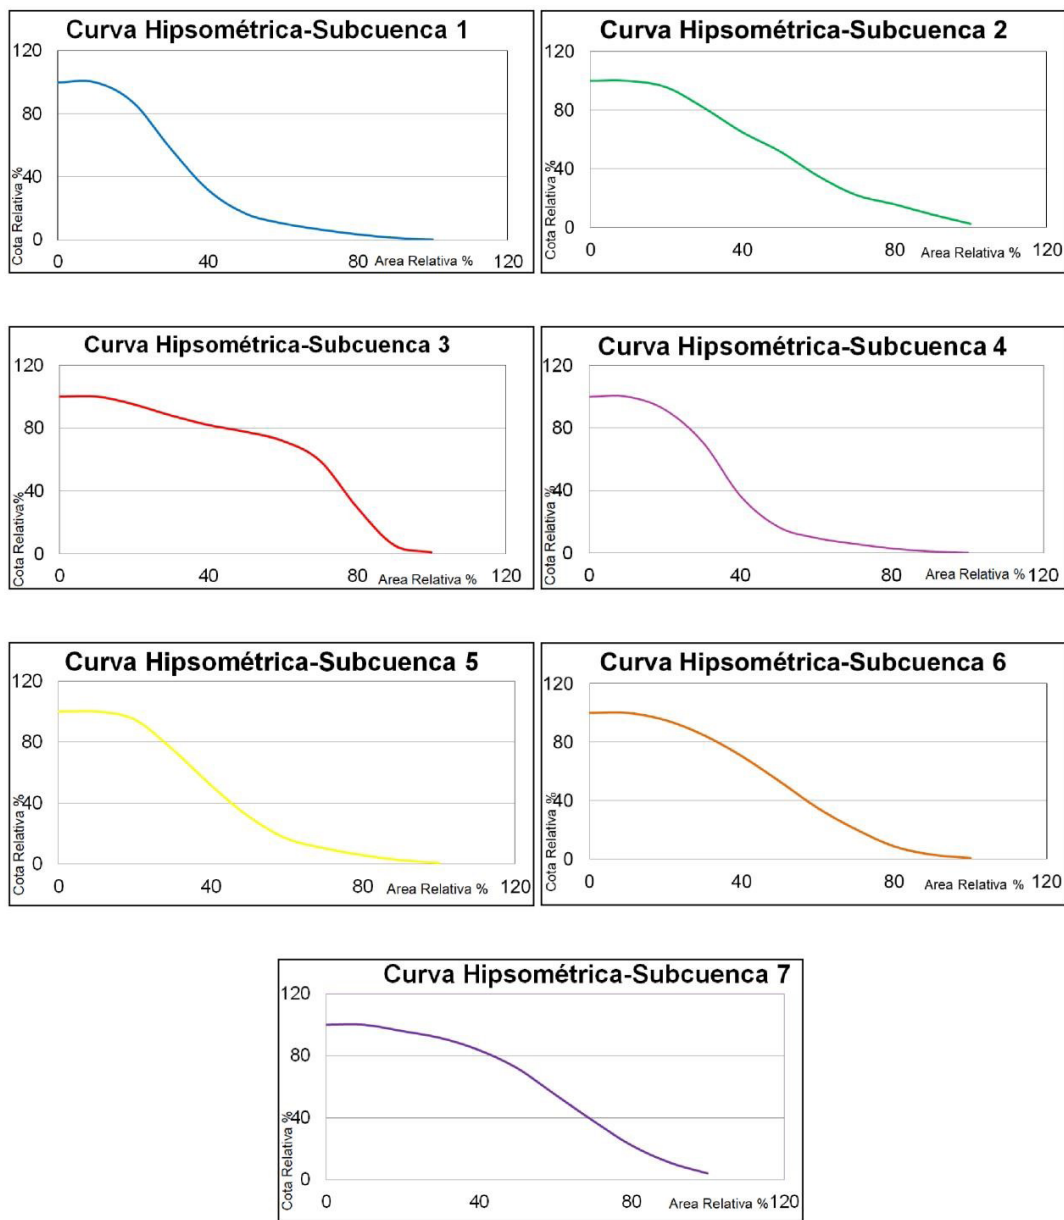 Curva Hipsométrica-Subcuenca 1
120
80
40
0
Cota Relativa %
0 40 80 Area Relativa % 120
Curva Hipsométrica-Subcuenca 2
120
80
40
0
Cota Relativa %
0 40 80 Area Relativa % 120
Curva Hipsométrica-Subcuenca 3
120
80
40
0
Cota Relativa%
0 40 80 Area Relativa % 120
Curva Hipsométrica-Subcuenca 4
120
80
40
0
Cota Relativa %
0 40 80 Area Relativa % 120
Curva Hipsométrica-Subcuenca 5
120
80
40
0
Cota Relativa %
0 40 80 Area Relativa % 120
Curva Hipsométrica-Subcuenca 6
120
80
40
0
Cota Relativa %
0 40 80 Area Relativa % 120
Curva Hipsométrica-Subcuenca 7
120
80
40
0
Cota Relativa %
0 40 80 Area Relativa % 120